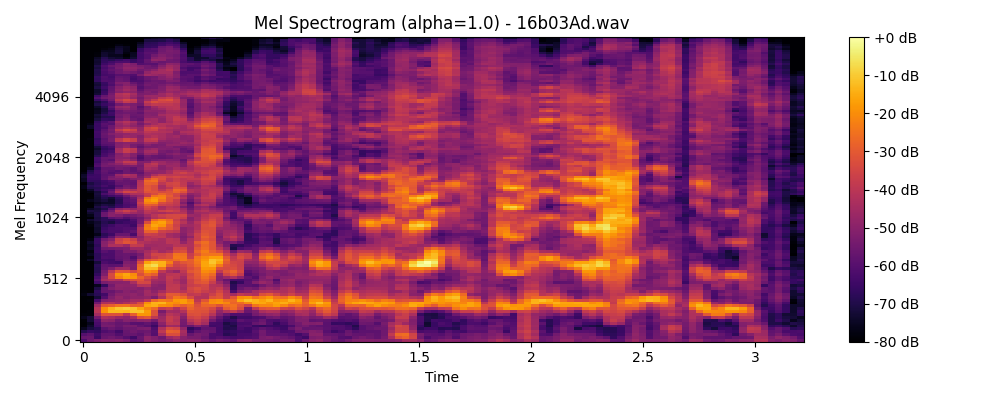 Mel Spectrogram (alpha=1.0) - 16b03Ad.wav
Mel Frequency
4096
2048
1024
512
0
0
0.5
1
1.5
2
2.5
3
Time
+0 dB
-10 dB
-20 dB
-30 dB
-40 dB
-50 dB
-60 dB
-70 dB
-80 dB